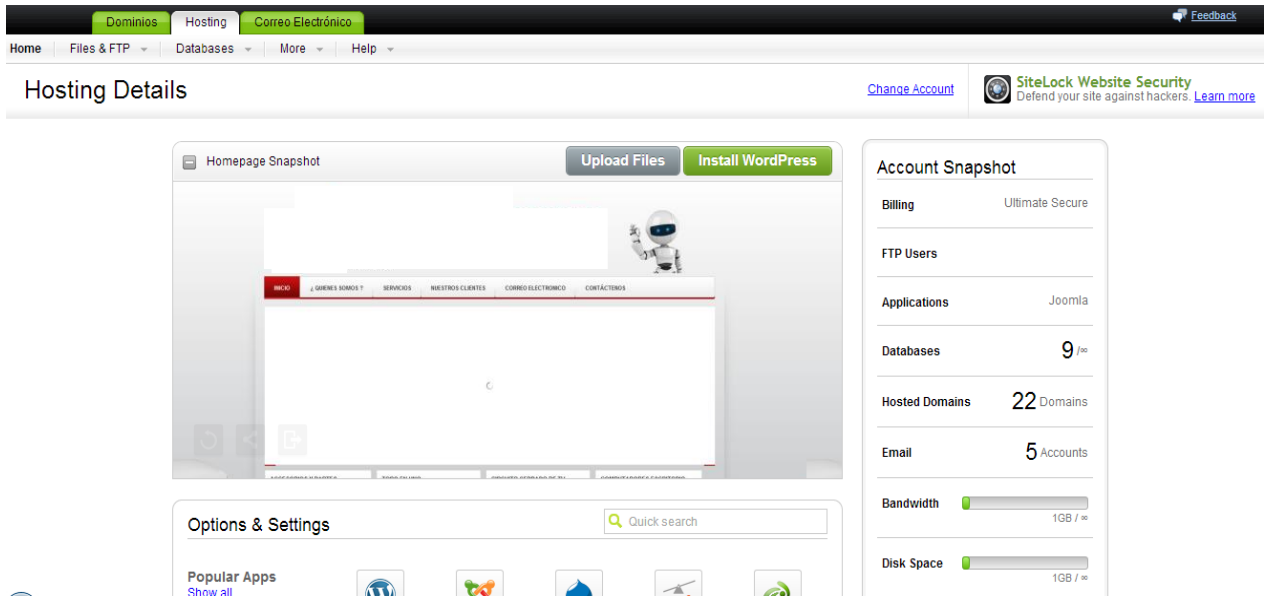 Dominios Hosting Correo Electrónico Feedback
Home Files & FTP Databases More Help
Hosting Details
Change Account
SiteLock Website Security
Defend your site against hackers. Learn more
Homepage Snapshot
Upload Files
Install WordPress
INICIO ¿ QUIENES SOMOS ? SERVICIOS NUESTROS CLIENTES CORREO ELECTRONICO CONTÁCTENOS
Options & Settings
Quick search
Popular Apps
Show all
Account Snapshot
Billing Ultimate Secure
FTP Users
Applications Joomla
Databases 9 /∞
Hosted Domains 22 Domains
Email 5 Accounts
Bandwidth
1GB / ∞
Disk Space
1GB / ∞